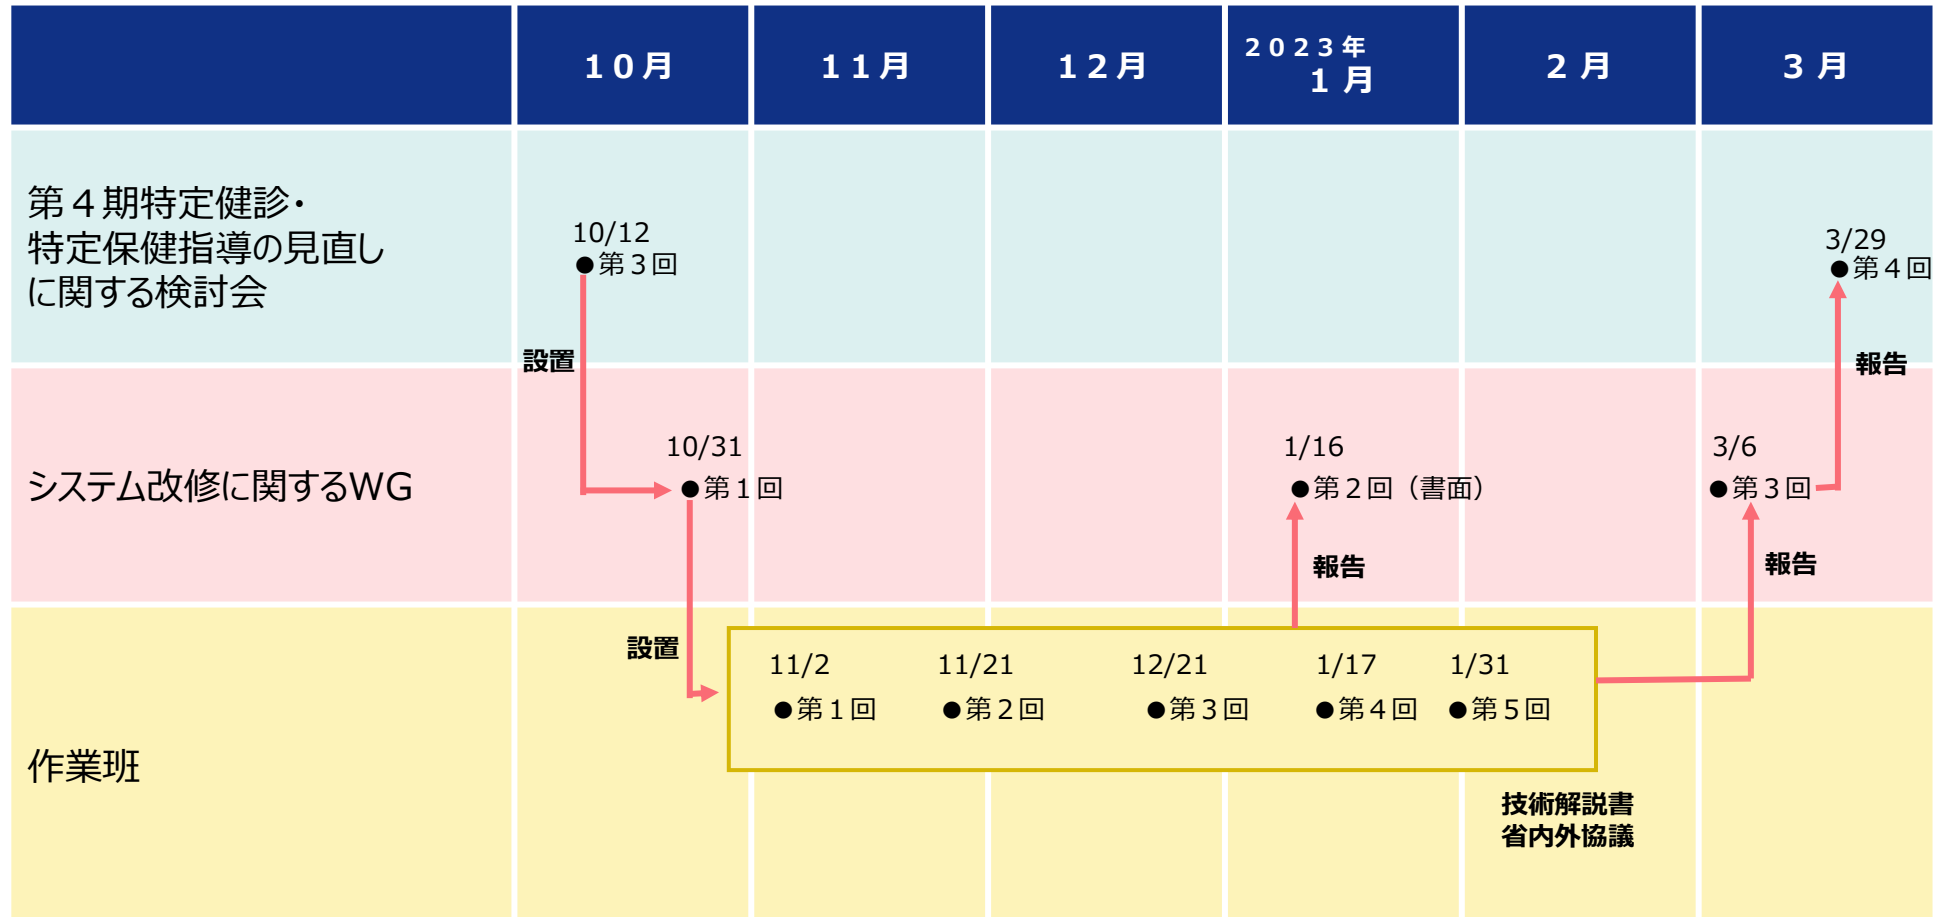 10月
11月
12月
2023年
1月
2月
3月
第４期特定健診・
特定保健指導の見直し
に関する検討会
10/12
●第３回
3/29
●第４回
設置
報告
システム改修に関するWG
10/31
●第１回
1/16
●第２回（書面）
3/6
●第３回
報告
報告
設置
作業班
11/2
●第１回
11/21
●第２回
12/21
●第３回
1/17
●第４回
1/31
●第５回
技術解説書
省内外協議